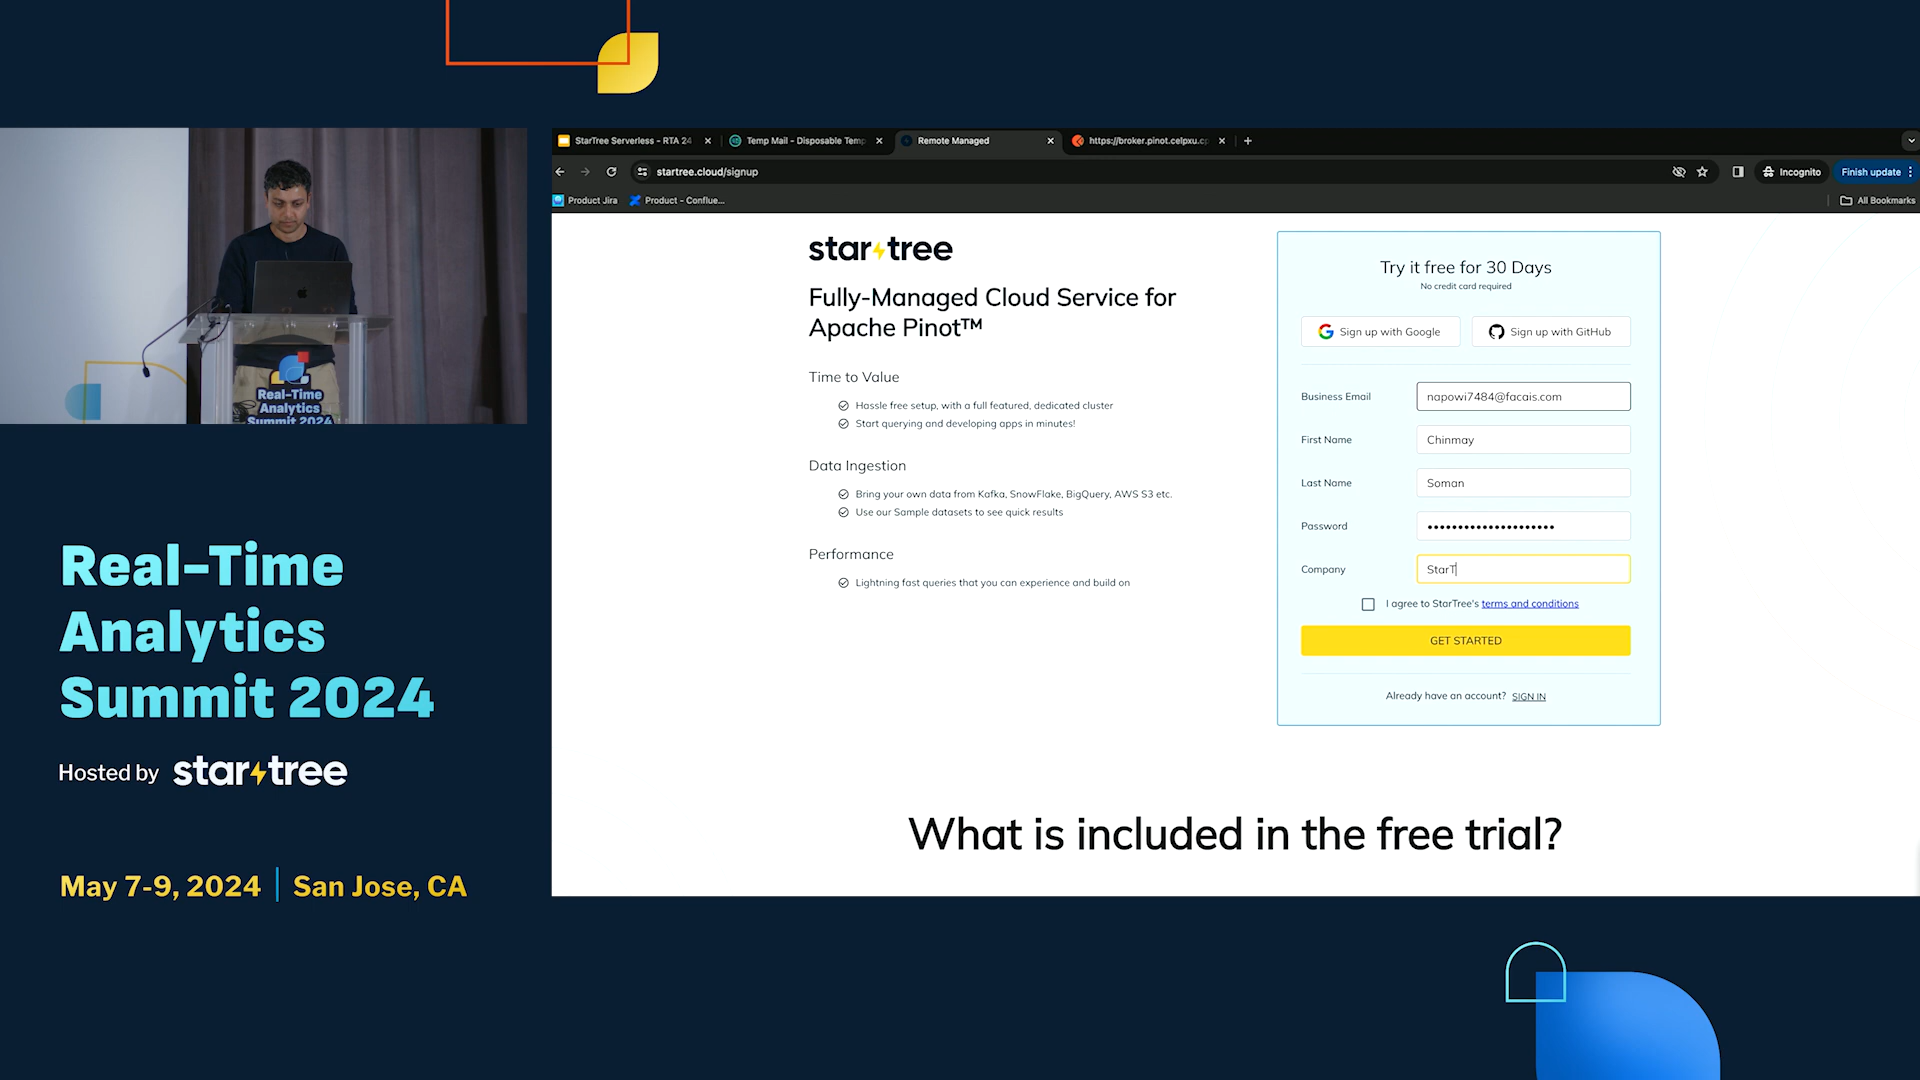 StarTree Serverless - RTA 24
Temp Mail - Disposable Temp
Remote Managed
https://broker.pinot.celpxu.cp
startree.cloud/signup
Incognito
Finish update
Product Jira
Product - Conflue...
All Bookmarks
star tree
Fully-Managed Cloud Service for
Apache Pinot™
Time to Value
Hassle free setup, with a full featured, dedicated cluster
Start querying and developing apps in minutes!
Data Ingestion
Bring your own data from Kafka, SnowFlake, BigQuery, AWS S3 etc.
Use our Sample datasets to see quick results
Performance
Lightning fast queries that you can experience and build on
Try it free for 30 Days
No credit card required
Sign up with Google
Sign up with GitHub
Business Email
napowi7484@facais.com
First Name
Chinmay
Last Name
Soman
Password
•••••••••••••••••••••
Company
StarT
I agree to StarTree's terms and conditions
GET STARTED
Already have an account? SIGN IN
What is included in the free trial?
Real-Time
Analytics
Summit 2024
Real-Time
Analytics
Summit 2024
Hosted by star tree
May 7-9, 2024 | San Jose, CA